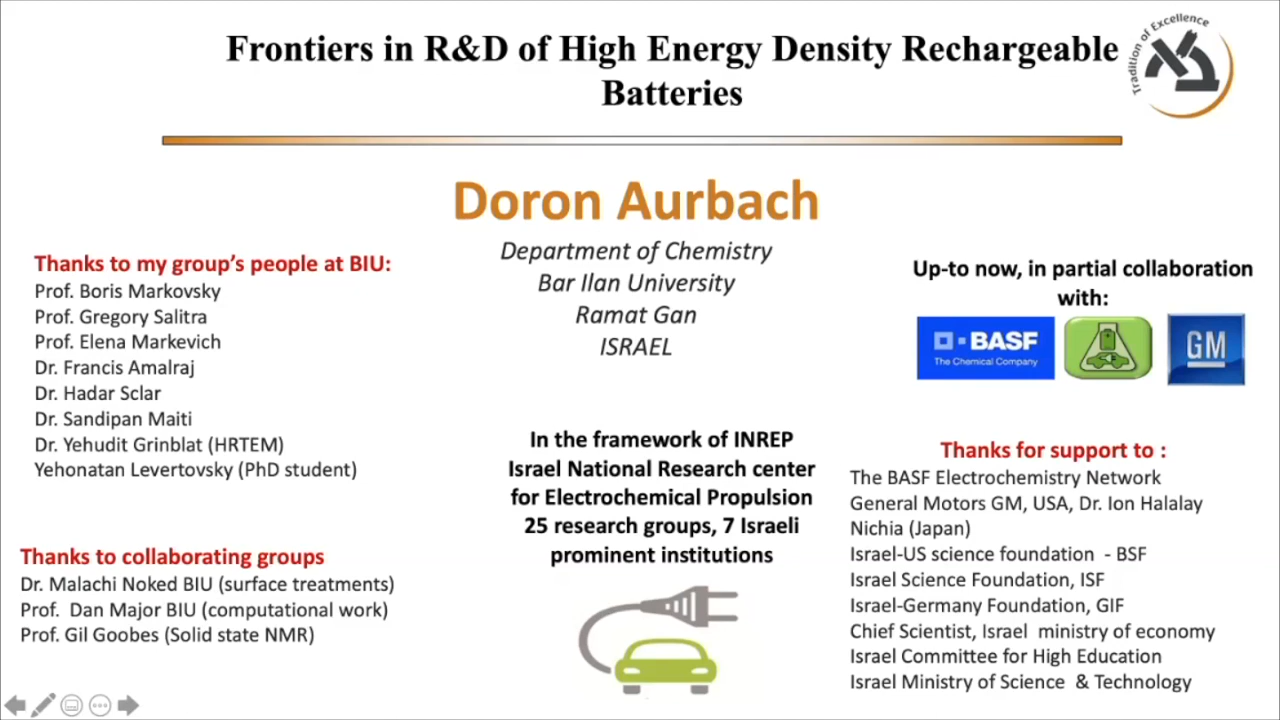 Frontiers in R&D of High Energy Density Rechargeable
Batteries
Tradition of Excellence
Doron Aurbach
Department of Chemistry
Bar Ilan University
Ramat Gan
ISRAEL
Thanks to my group's people at BIU:
Prof. Boris Markovsky
Prof. Gregory Salitra
Prof. Elena Markevich
Dr. Francis Amalraj
Dr. Hadar Sclar
Dr. Sandipan Maiti
Dr. Yehudit Grinblat (HRTEM)
Yehonatan Levertovsky (PhD student)
Thanks to collaborating groups
Dr. Malachi Noked BIU (surface treatments)
Prof.  Dan Major BIU (computational work)
Prof. Gil Goobes (Solid state NMR)
In the framework of INREP
Israel National Research center
for Electrochemical Propulsion
25 research groups, 7 Israeli
prominent institutions
Up-to now, in partial collaboration
with:
BASF
The Chemical Company
GM
Thanks for support to :
The BASF Electrochemistry Network
General Motors GM, USA, Dr. Ion Halalay
Nichia (Japan)
Israel-US science foundation  - BSF
Israel Science Foundation, ISF
Israel-Germany Foundation, GIF
Chief Scientist, Israel  ministry of economy
Israel Committee for High Education
Israel Ministry of Science  & Technology